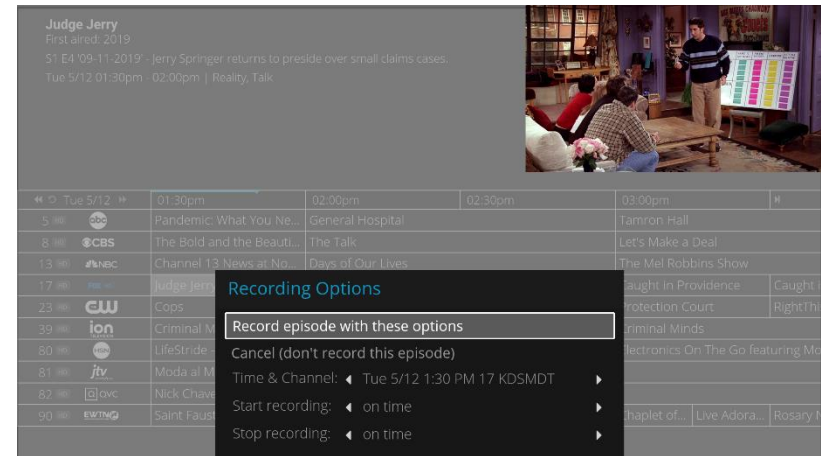 Judge Jerry
First aired: 2019
S1 E4 '09-11-2019' - Jerry Springer returns to preside over small claims cases.
Tue 5/12 01:30pm - 02:00pm | Reality, Talk
Tue 5/12 01:30pm 02:00pm 02:30pm 03:00pm
5 abc Pandemic: What You Ne... General Hospital Tamron Hall
8 CBS The Bold and the Beauti... The Talk Let's Make a Deal
13 NBC Channel 13 News at No... Days of Our Lives The Mel Robbins Show
17 Judge Jerry Caught in Providence Caught i
23 CW Cops Protection Court RightThi
39 ion Criminal M Criminal Minds
80 HSN LifeStride - Electronics On The Go featuring Mo
81 jtv Moda al M
82 QVC Nick Chave
90 EWTN Saint Faust Chaplet of... Live Adora... Rosary
Recording Options
Record episode with these options
Cancel (don't record this episode)
Time & Channel: Tue 5/12 1:30 PM 17 KDSMDT
Start recording: on time
Stop recording: on time